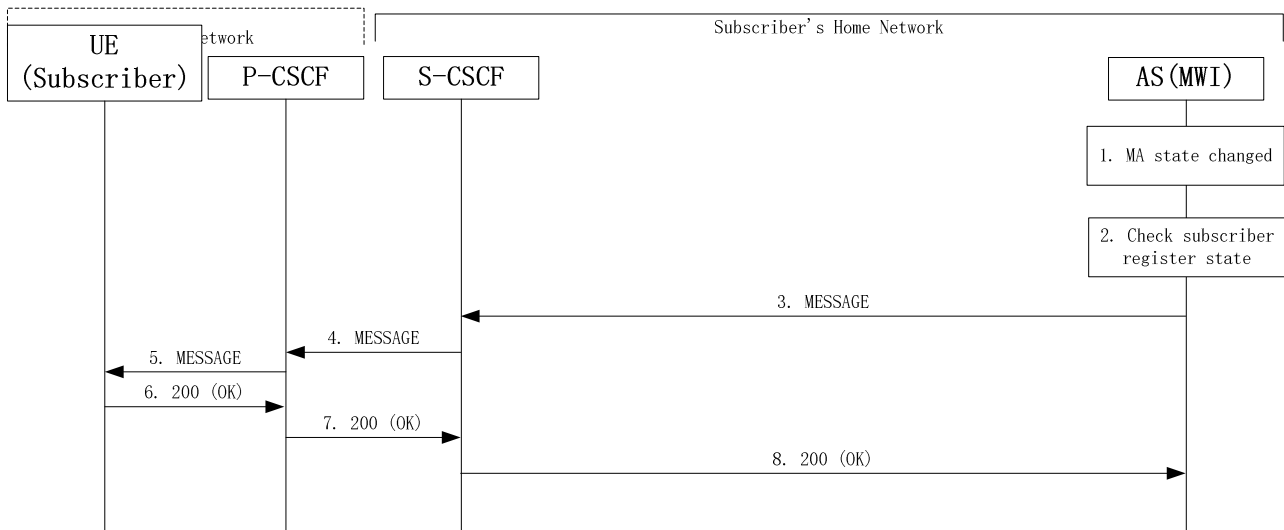 Subscriber's Home Network
etwork
UE
(Subscriber)
P-CSCF
S-CSCF
AS(MWI)
1. MA state changed
2. Check subscriber
register state
3. MESSAGE
4. MESSAGE
5. MESSAGE
6. 200 (OK)
7. 200 (OK)
8. 200 (OK)